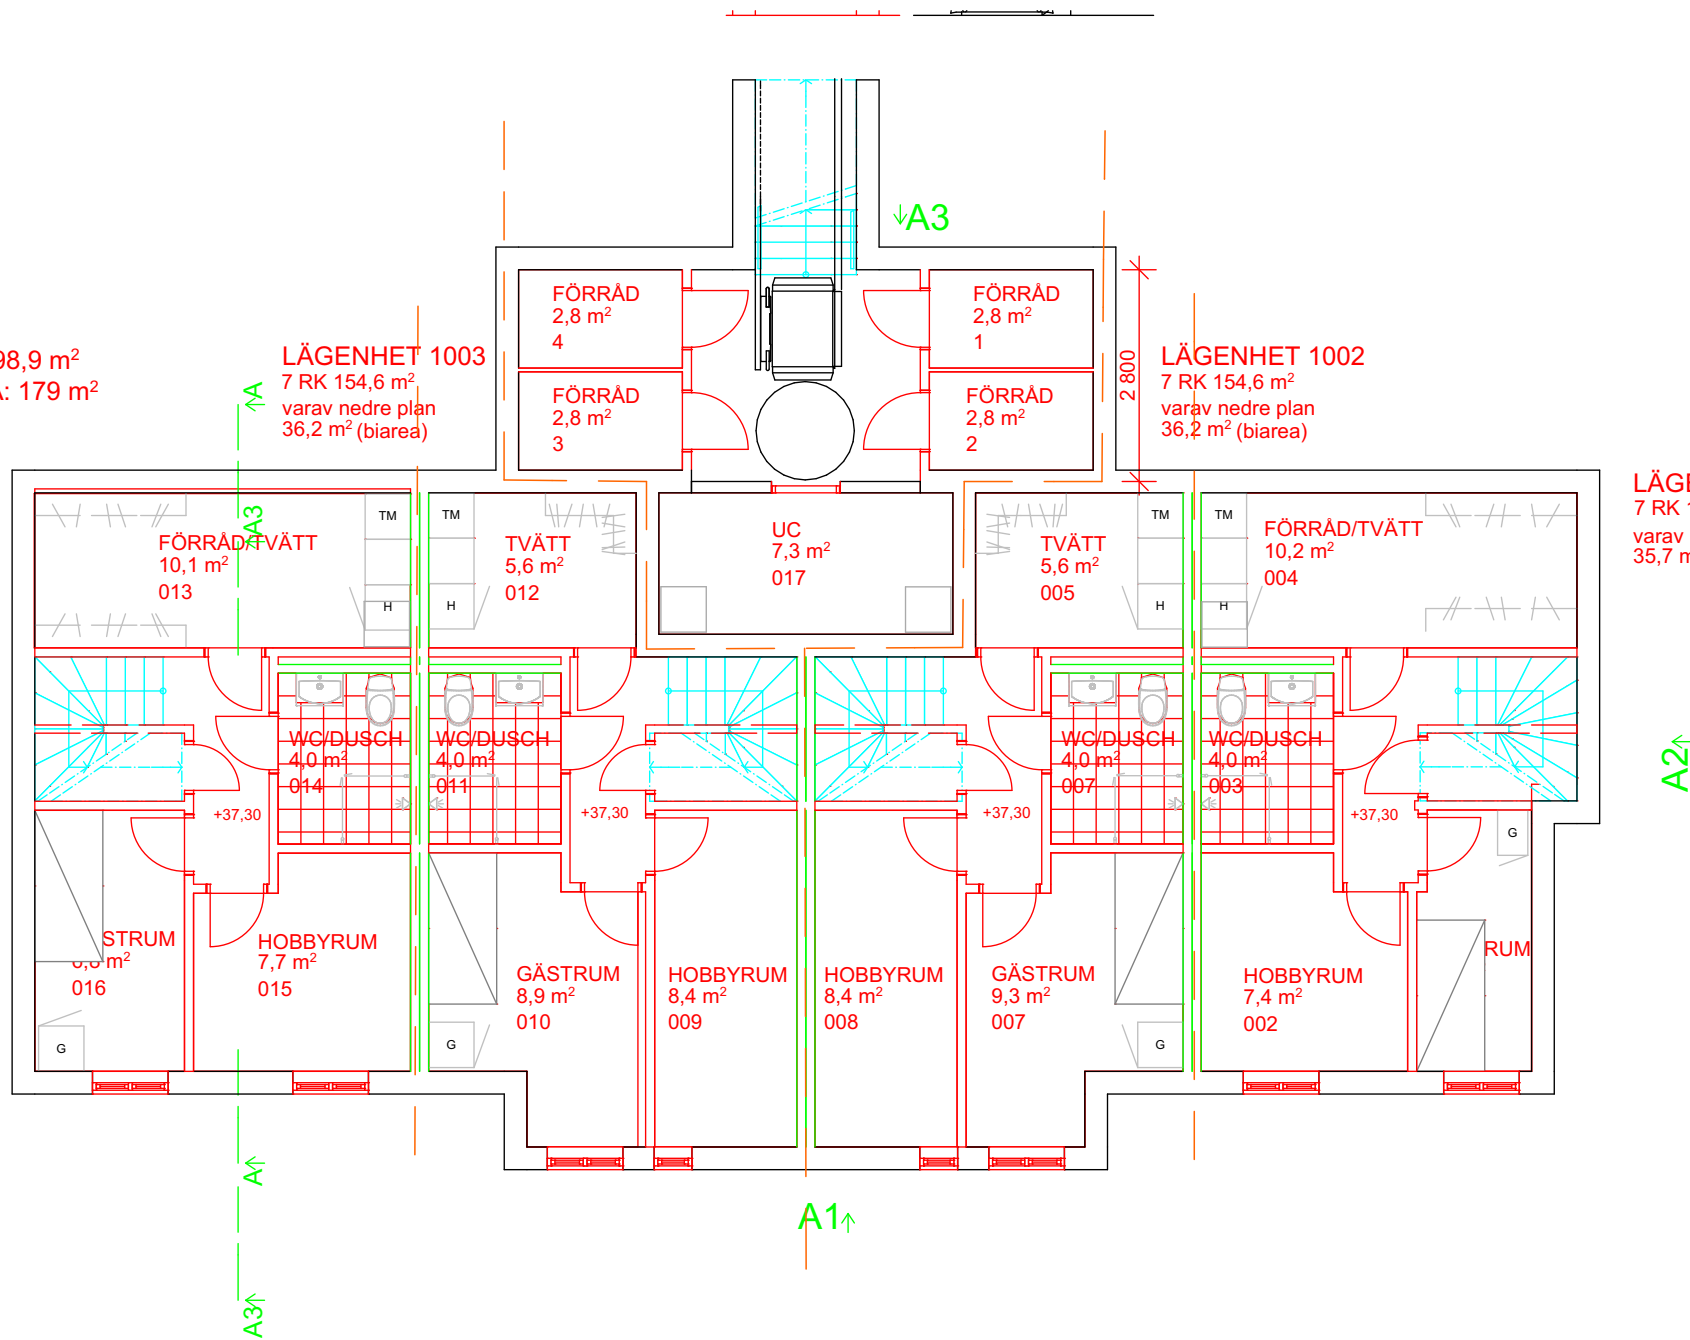 A3
FÖRRÅD
2,8 m²
4
FÖRRÅD
2,8 m²
1
98,9 m²
A: 179 m²
LÄGENHET 1003
7 RK 154,6 m²
varav nedre plan
36,2 m² (biarea)
FÖRRÅD
2,8 m²
3
FÖRRÅD
2,8 m²
2
2 800
LÄGENHET 1002
7 RK 154,6 m²
varav nedre plan
36,2 m² (biarea)
A
A3
LÄGE
7 RK 1
varav
35,7 m
FÖRRÅD/TVÄTT
10,1 m²
013
TM
H
TM
H
TVÄTT
5,6 m²
012
UC
7,3 m²
017
TVÄTT
5,6 m²
005
TM
H
TM
H
FÖRRÅD/TVÄTT
10,2 m²
004
WC/DUSCH
4,0 m²
014
WC/DUSCH
4,0 m²
011
WC/DUSCH
4,0 m²
007
WC/DUSCH
4,0 m²
003
A2
+37,30
+37,30
+37,30
+37,30
G
STRUM
m²
016
HOBBYRUM
7,7 m²
015
GÄSTRUM
8,9 m²
010
HOBBYRUM
8,4 m²
009
HOBBYRUM
8,4 m²
008
GÄSTRUM
9,3 m²
007
HOBBYRUM
7,4 m²
002
RUM
G
G
G
A
A1
A3